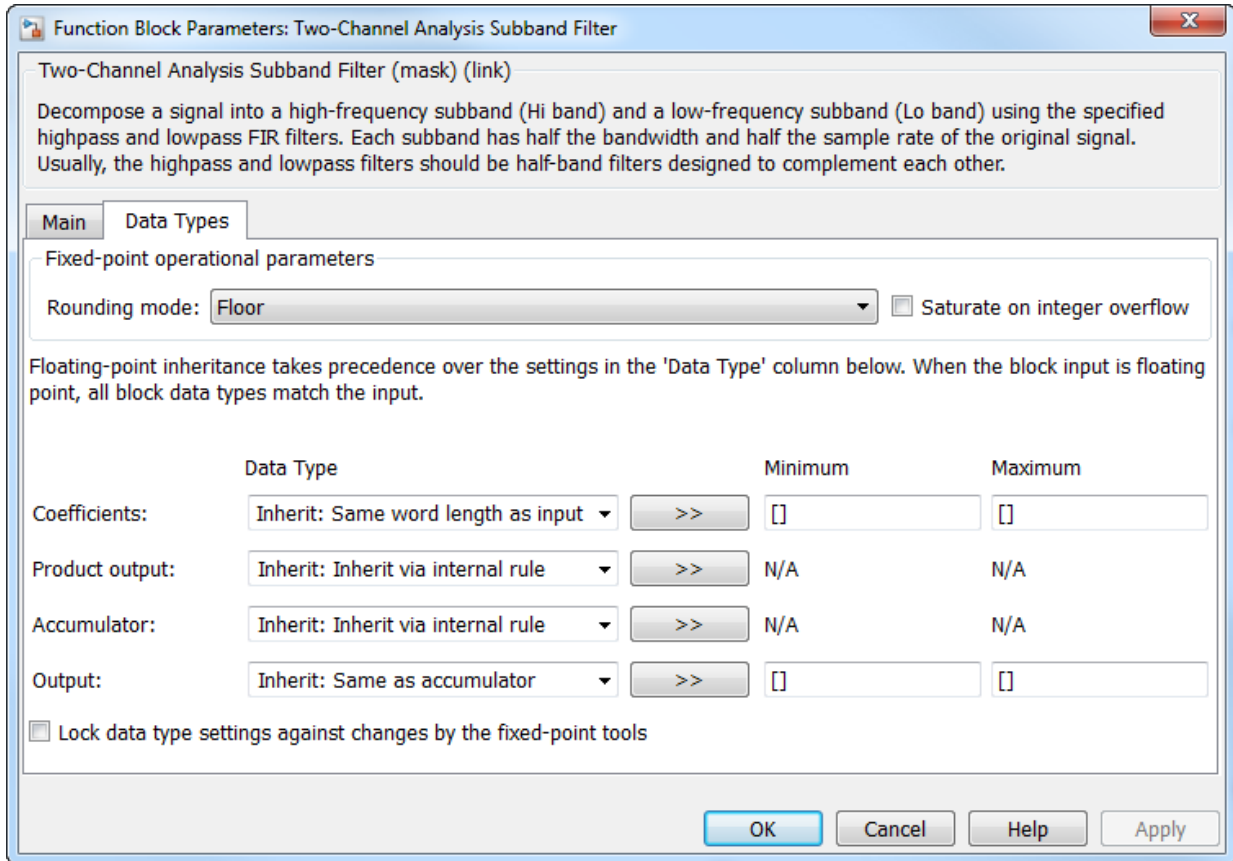 Function Block Parameters: Two-Channel Analysis Subband Filter
X
Two-Channel Analysis Subband Filter (mask) (link)
Decompose a signal into a high-frequency subband (Hi band) and a low-frequency subband (Lo band) using the specified
highpass and lowpass FIR filters. Each subband has half the bandwidth and half the sample rate of the original signal.
Usually, the highpass and lowpass filters should be half-band filters designed to complement each other.
Main Data Types
Fixed-point operational parameters
Rounding mode: Floor Saturate on integer overflow
Floating-point inheritance takes precedence over the settings in the 'Data Type' column below. When the block input is floating
point, all block data types match the input.
Data Type Minimum Maximum
Coefficients: Inherit: Same word length as input >> [] []
Product output: Inherit: Inherit via internal rule >> N/A N/A
Accumulator: Inherit: Inherit via internal rule >> N/A N/A
Output: Inherit: Same as accumulator >> [] []
Lock data type settings against changes by the fixed-point tools
OK Cancel Help Apply